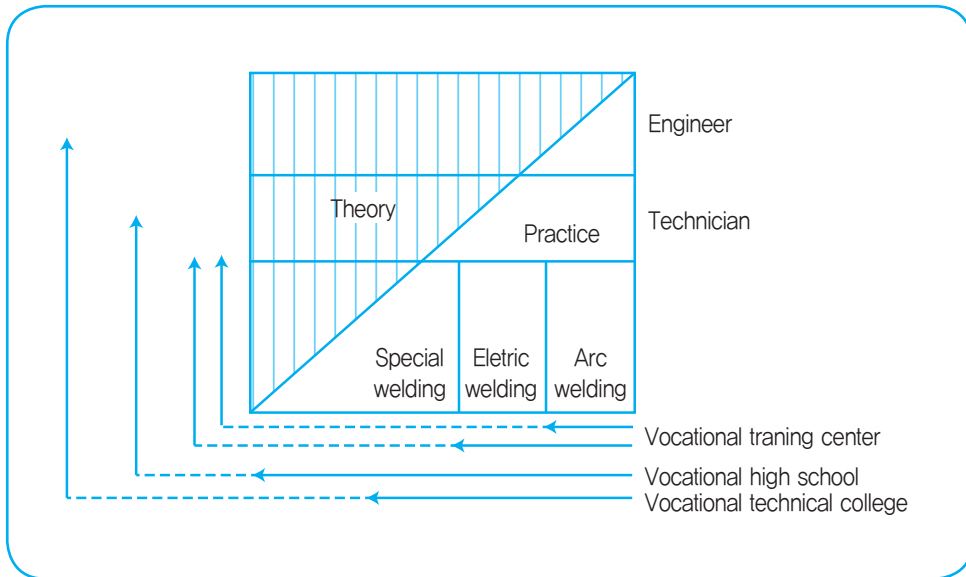 Engineer
Theory
Technician
Practice
Special
welding
Eletric
welding
Arc
welding
Vocational traning center
Vocational high school
Vocational technical college